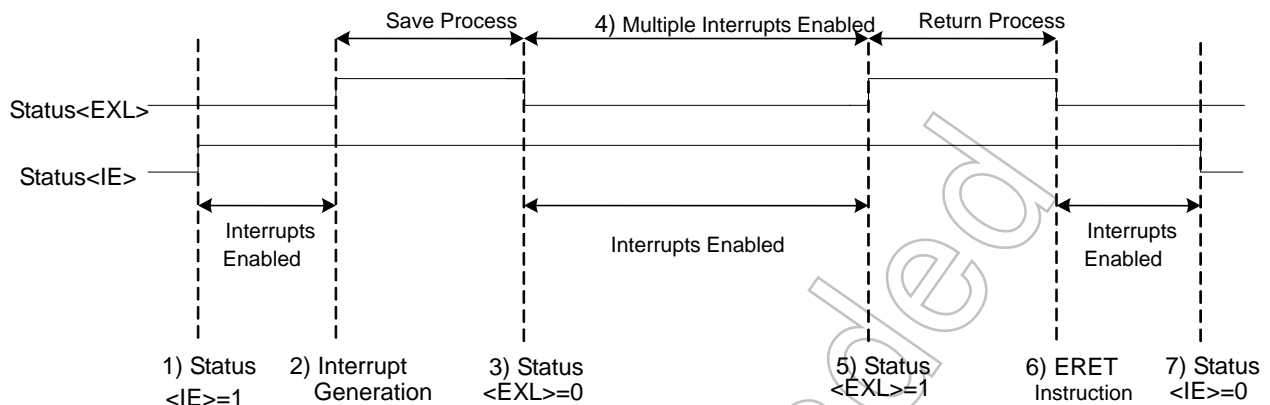 Save Process
4) Multiple Interrupts Enabled
Return Process
Status<EXL>
Status<IE>
Interrupts
Enabled
Interrupts Enabled
Interrupts
Enabled
1) Status
<IE>=1
2) Interrupt
Generation
3) Status
<EXL>=0
5) Status
<EXL>=1
6) ERET
Instruction
7) Status
<IE>=0
ded